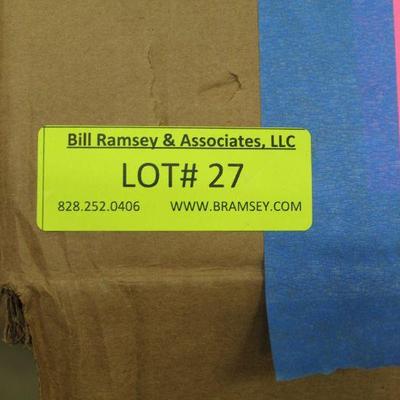 Bill Ramsey & Associates, LLC
LOT# 27
828.252.0406 WWW.BRAMSEY.COM